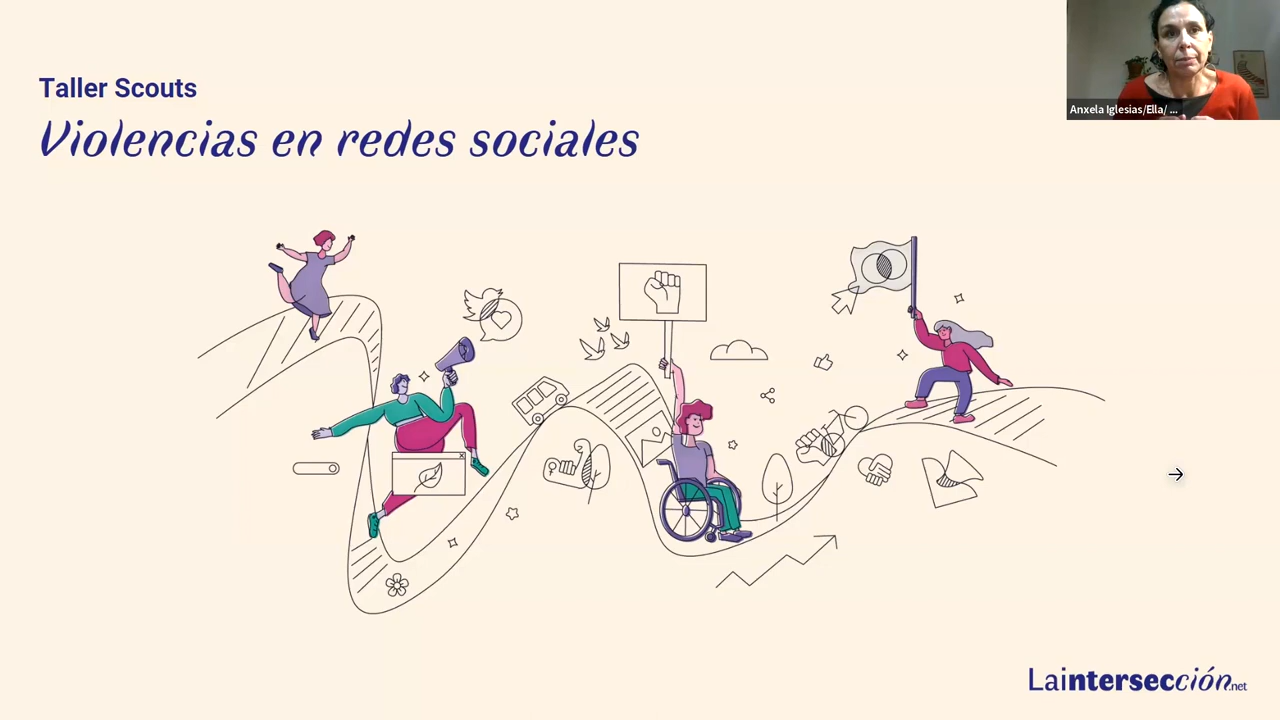 Taller Scouts
Violencias en redes sociales
Anxela Iglesias/Ella/ ...
Laintersección.net